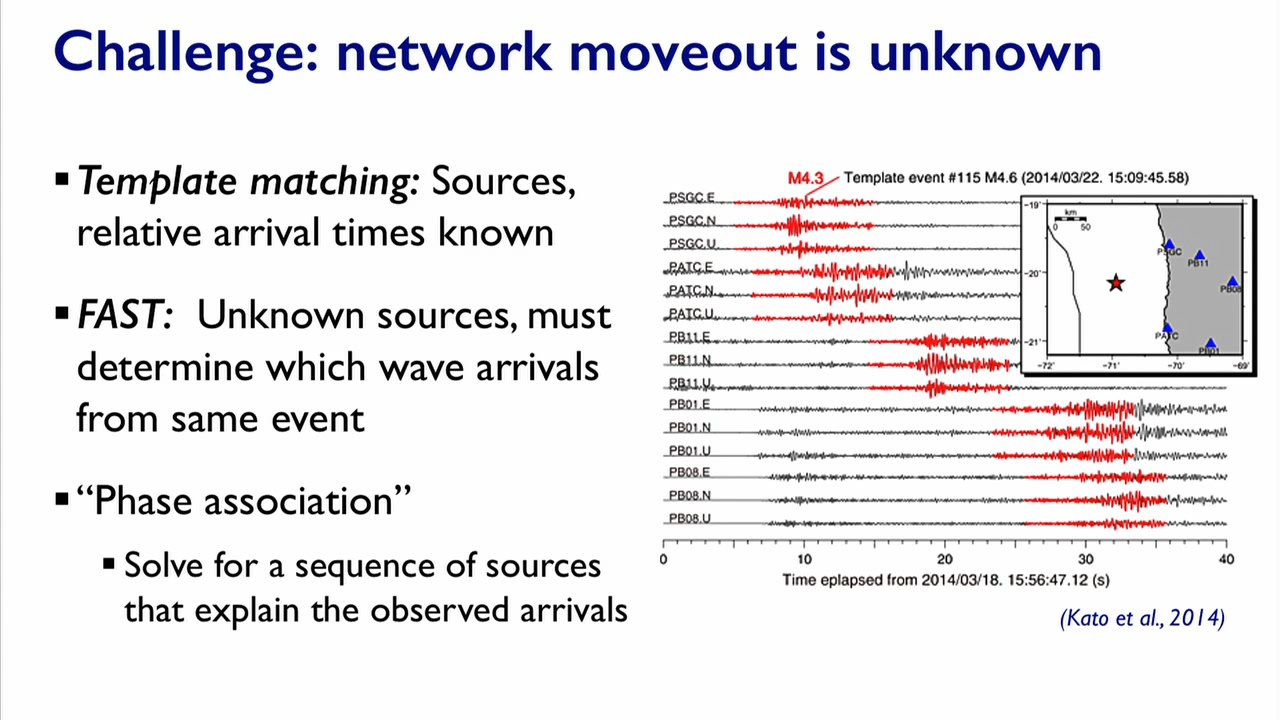 Challenge: network moveout is unknown
▪ Template matching: Sources,
relative arrival times known
▪ FAST: Unknown sources, must
determine which wave arrivals
from same event
▪ “Phase association”
▪ Solve for a sequence of sources
that explain the observed arrivals
M4.3
Template event #115 M4.6 (2014/03/22. 15:09:45.58)
PSGC.E
PSGC.N
PSGC.U
PATC.E
PATC.N
PATC.U
PB11.E
PB11.N
PB11.U
PB01.E
PB01.N
PB01.U
PB08.E
PB08.N
PB08.U
0 10 20 30 40
Time eplapsed from 2014/03/18. 15:56:47.12 (s)
-19°
km
0 50
PSGC
PB11
-20°
PB08
PATC
-21°
PB01
-72° -71° -70° -69°
(Kato et al., 2014)